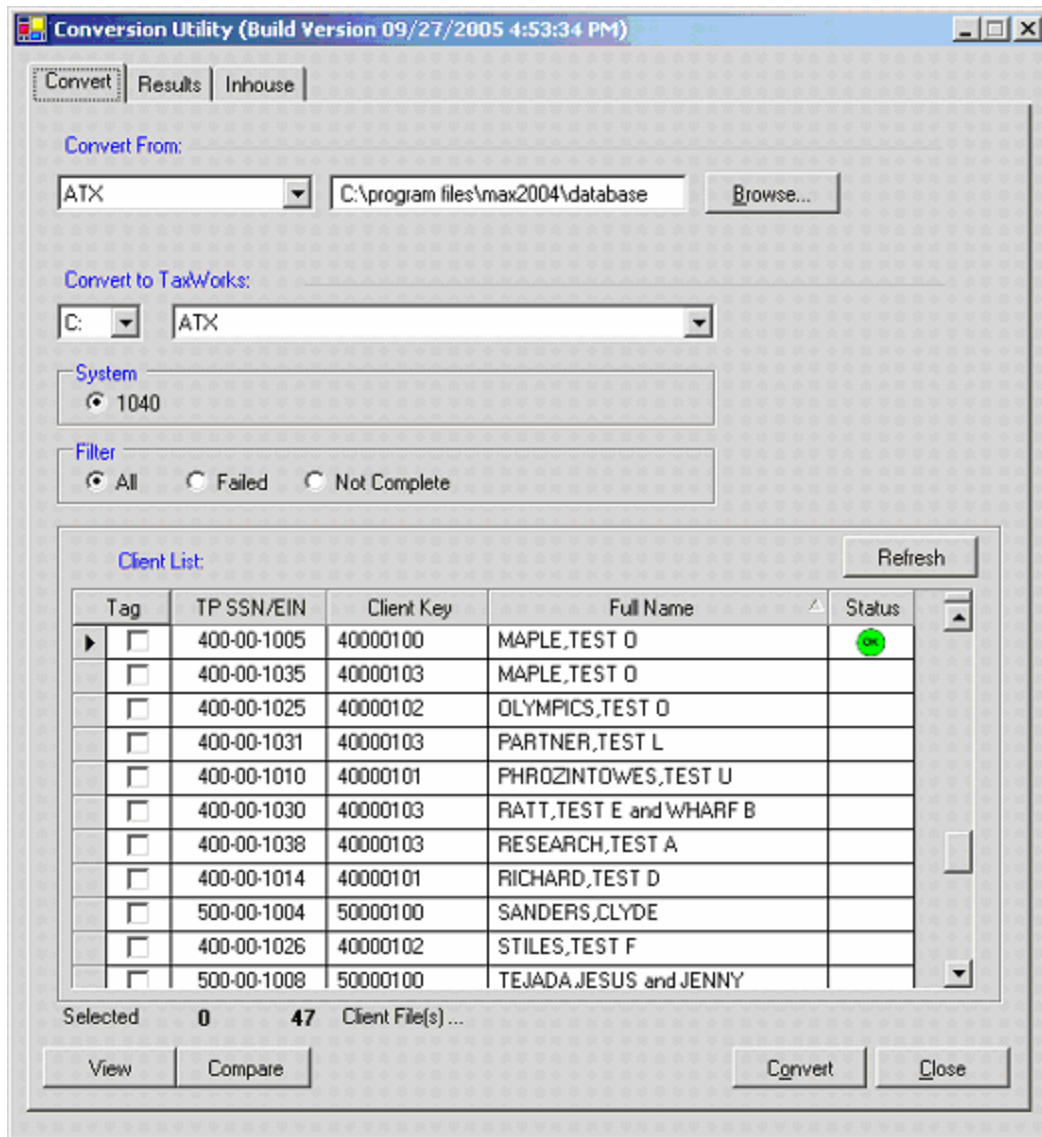 Conversion Utility (Build Version 09/27/2005 4:53:34 PM)
Convert Results Inhouse
Convert From:
ATX C:\program files\max2004\database Browse...
Convert to TaxWorks:
C: ATX
System
1040
Filter
All Failed Not Complete
Client List: Refresh
Tag TP SSN/EIN Client Key Full Name Status
400-00-1005 40000100 MAPLE,TEST O OK
400-00-1035 40000103 MAPLE,TEST O
400-00-1025 40000102 OLYMPICS,TEST O
400-00-1031 40000103 PARTNER,TEST L
400-00-1010 40000101 PHROZINTOWES,TEST U
400-00-1030 40000103 RATT,TEST E and WHARF B
400-00-1038 40000103 RESEARCH,TEST A
400-00-1014 40000101 RICHARD,TEST D
500-00-1004 50000100 SANDERS,CLYDE
400-00-1026 40000102 STILES,TEST F
500-00-1008 50000100 TEJADA,JESUS and JENNY
Selected 0 47 Client File(s) ...
View Compare Convert Close